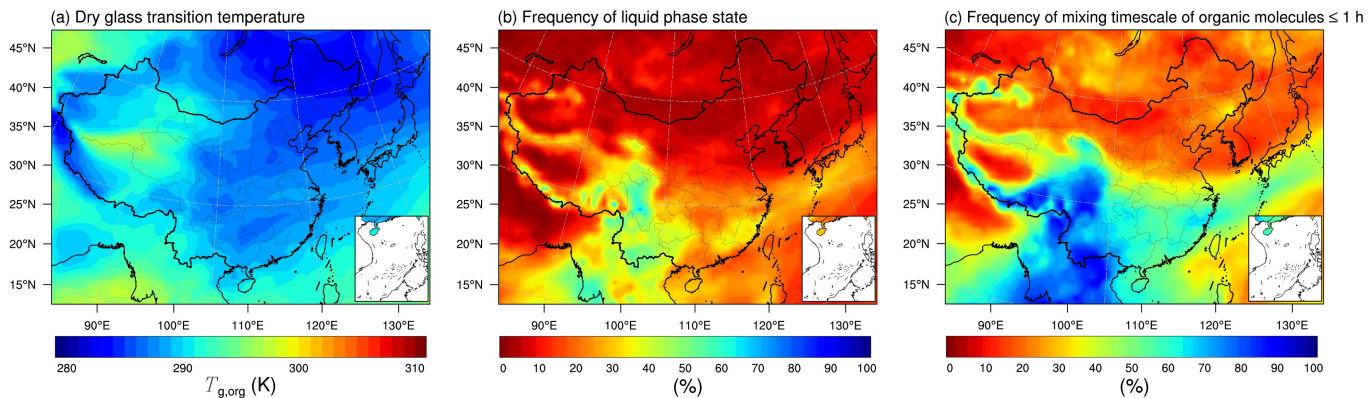 (a) Dry glass transition temperature
(b) Frequency of liquid phase state
(c) Frequency of mixing timescale of organic molecules ≤ 1 h
45°N
40°N
35°N
30°N
25°N
20°N
15°N
90°E 100°E 110°E 120°E 130°E
280 290 300 310
T g,org (K)
45°N
40°N
35°N
30°N
25°N
20°N
15°N
90°E 100°E 110°E 120°E 130°E
0 10 20 30 40 50 60 70 80 90 100
(%)
45°N
40°N
35°N
30°N
25°N
20°N
15°N
90°E 100°E 110°E 120°E 130°E
0 10 20 30 40 50 60 70 80 90 100
(%)